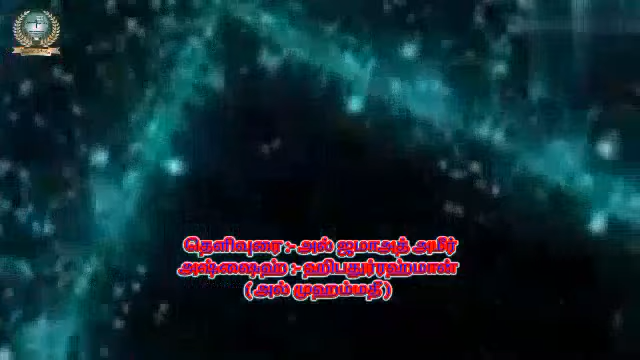 தெளிவுரை :- அல் ஜமாஅத் அமீர்
அஷ்ஷைஹ் :- ஹிபதுர்ரஹ்மான்
(அல் முஹம்மதீ)